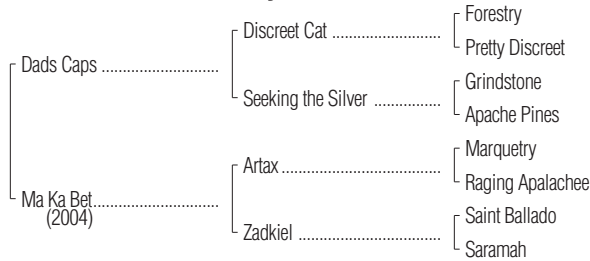 Forestry
Discreet Cat ........................
Pretty Discreet
Dads Caps ..........................
Grindstone
Seeking the Silver ...............
Apache Pines
Marquetry
Artax...................................
Raging Apalachee
Ma Ka Bet...........................
(2004)
Saint Ballado
Zadkiel ................................
Saramah